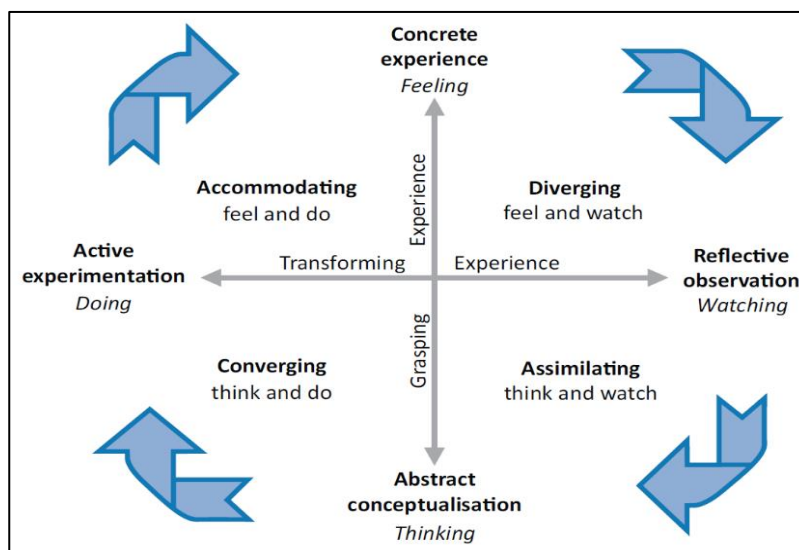 Concrete
experience
Feeling
Accommodating
feel and do
Experience
Diverging
feel and watch
Active
experimentation
Doing
Transforming
Experience
Reflective
observation
Watching
Converging
think and do
Grasping
Assimilating
think and watch
Abstract
conceptualisation
Thinking